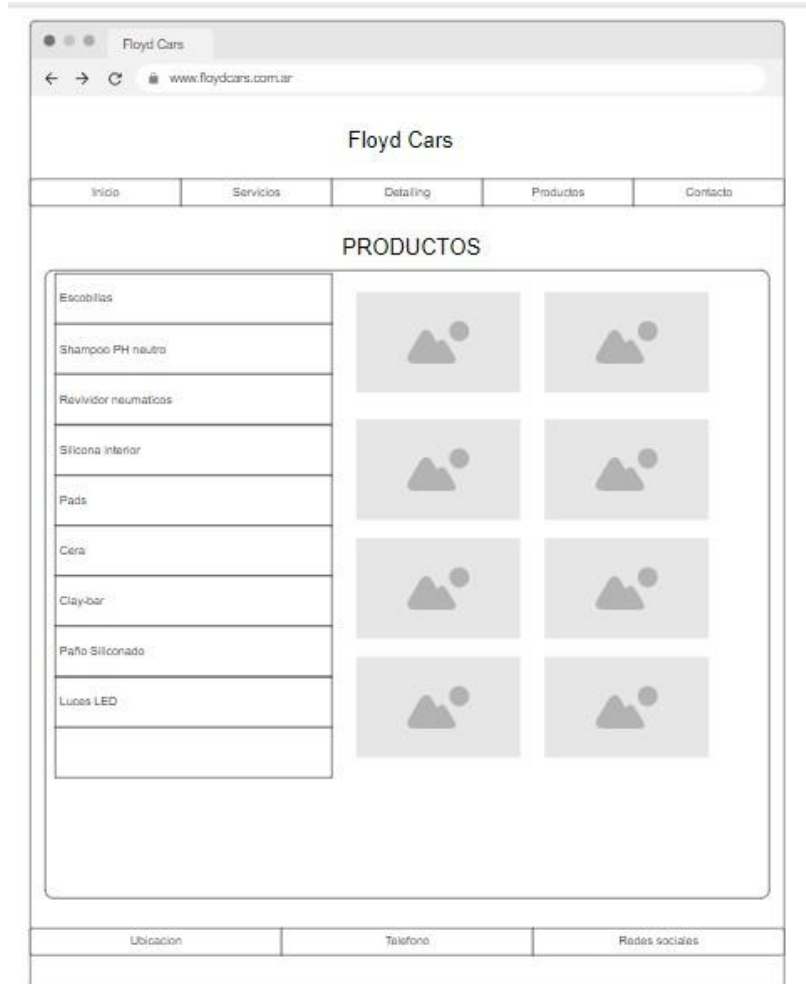 Floyd Cars
www.floydcars.com.ar
Floyd Cars
Inicio Servicios Detailing Productos Contacto
PRODUCTOS
Escobillas
Shampoo PH neutro
Revividor neumaticos
Silicona interior
Pads
Cera
Clay-bar
Paño Siliconado
Luces LED
Ubicacion Telefono Redes sociales